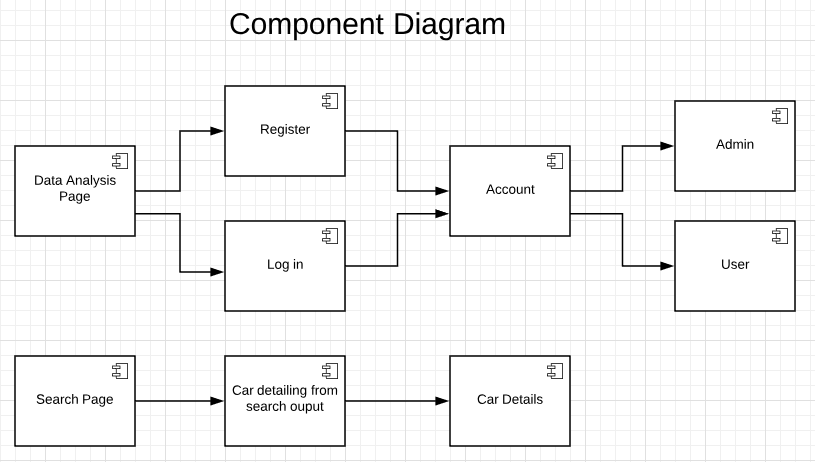 Component Diagram
Register
Admin
Data Analysis
Page
Account
Log in
User
Search Page
Car detailing from
search ouput
Car Details